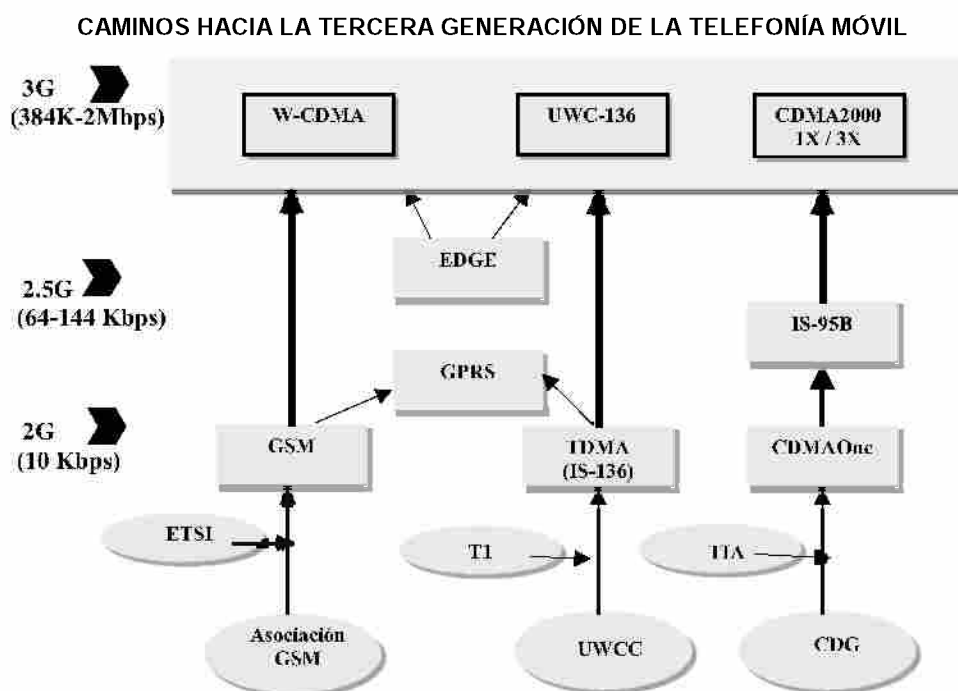 CAMINOS HACIA LA TERCERA GENERACIÓN DE LA TELEFONÍA MÓVIL
3G
(384K-2Mbps)
W-CDMA
UWC-136
CDMA2000
1X / 3X
EDGE
2.5G
(64-144 Kbps)
IS-95B
GPRS
2G
(10 Kbps)
GSM
TDMA
(IS-136)
CDMAOne
ETSI
T1
TIA
Asociación
GSM
UWCC
CDG